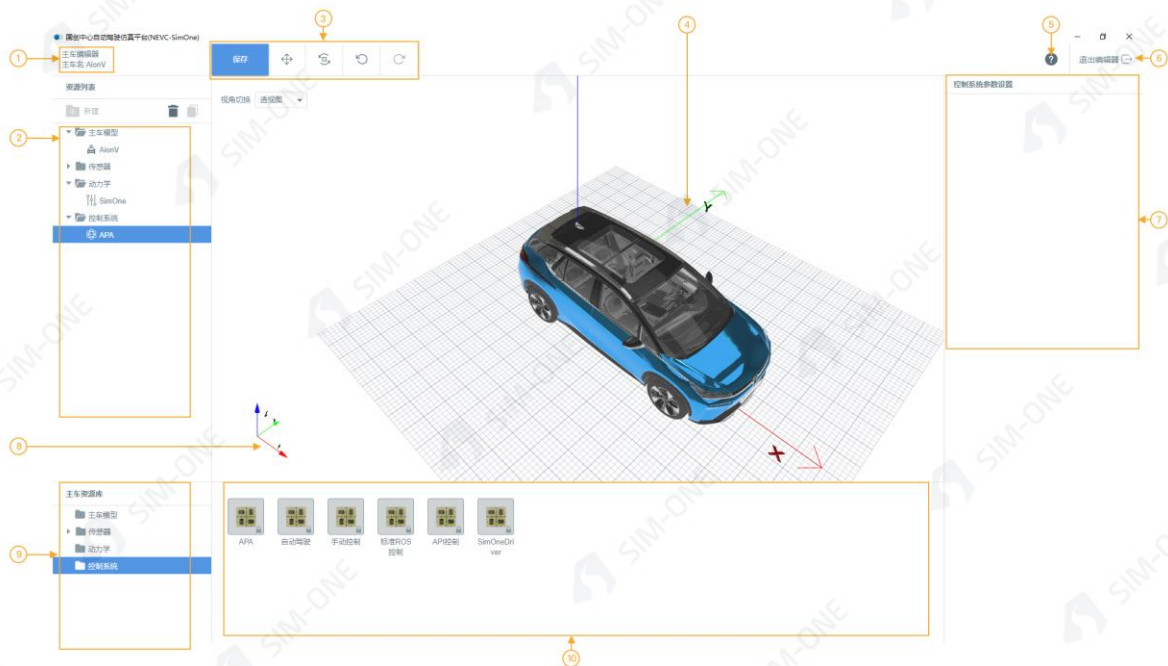 国创中心自动驾驶仿真平台(NEVC-SimOne)
主车编辑器
主车名:AionV
资源列表
新建
主车模型
AionV
传感器
动力学
SimOne
控制系统
APA
保存
视角切换 透视图
?
退出编辑器
控制系统参数设置
Y
X
主车资源库
主车模型
传感器
动力学
控制系统
APA
自动驾驶
手动控制
标准ROS
控制
API控制
SimOneDri
ver
1
2
3
4
5
6
7
8
9
10
SIM-ONE